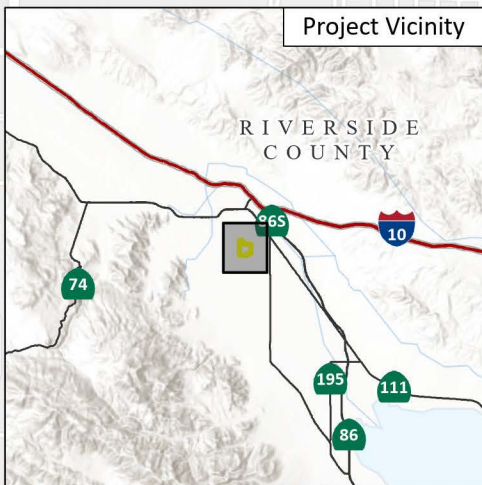 Project Vicinity
RIVERSIDE
COUNTY
86S
10
74
195
111
86